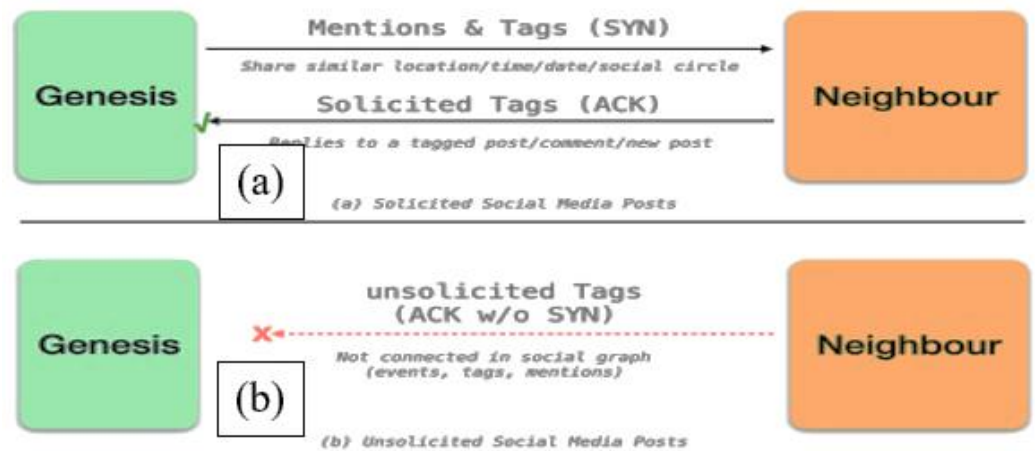 Mentions & Tags (SYN)
Share similar location/time/date/social circle
Genesis
Neighbour
Solicited Tags (ACK)
Replies to a tagged post/comment/new post
(a)
(a) Solicited Social Media Posts
unsolicited Tags
(ACK w/o SYN)
Genesis
Neighbour
Not connected in social graph
(events, tags, mentions)
(b)
(b) Unsolicited Social Media Posts